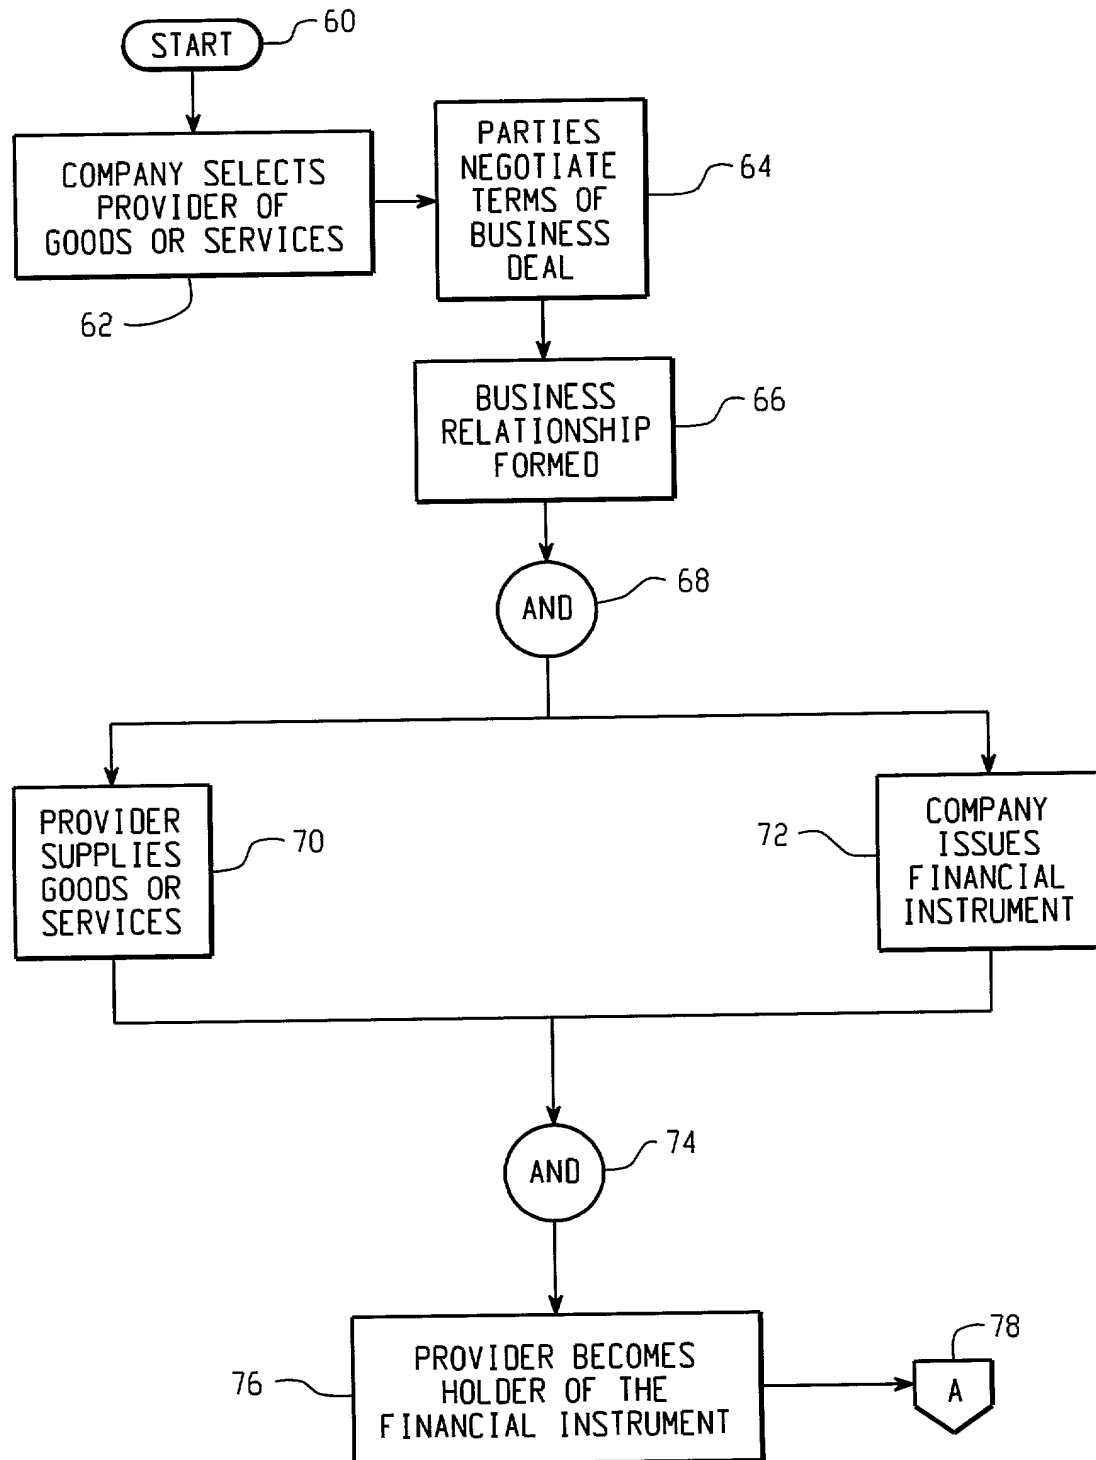 START
60
COMPANY SELECTS
PROVIDER OF
GOODS OR SERVICES
62
PARTIES
NEGOTIATE
TERMS OF
BUSINESS
DEAL
64
BUSINESS
RELATIONSHIP
FORMED
66
AND
68
PROVIDER
SUPPLIES
GOODS OR
SERVICES
70
72
COMPANY
ISSUES
FINANCIAL
INSTRUMENT
AND
74
76
PROVIDER BECOMES
HOLDER OF THE
FINANCIAL INSTRUMENT
78
A